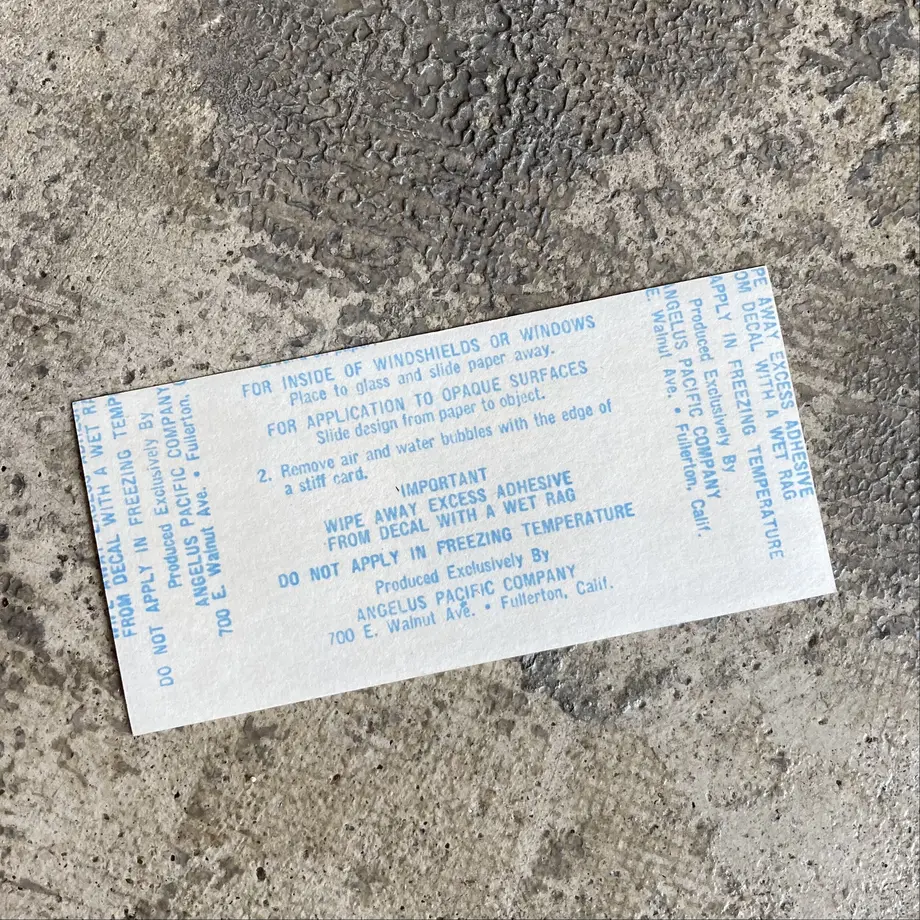 FOR INSIDE OF WINDSHIELDS OR WINDOWS
Place to glass and slide paper away.
FOR APPLICATION TO OPAQUE SURFACES
Slide design from paper to object.
2. Remove air and water bubbles with the edge of
a stiff card.
IMPORTANT
WIPE AWAY EXCESS ADHESIVE
FROM DECAL WITH A WET RAG
DO NOT APPLY IN FREEZING TEMPERATURE
Produced Exclusively By
ANGELUS PACIFIC COMPANY
700 E. Walnut Ave. • Fullerton, Calif.
FROM DECAL WITH A WET
DO NOT APPLY IN FREEZING TEMP
Produced Exclusively By
ANGELUS PACIFIC COMPANY
700 E. Walnut Ave. • Fullerton,
PE AWAY EXCESS ADHESIVE
OM DECAL WITH A WET RAG
APPLY IN FREEZING TEMPERATURE
Produced Exclusively By
NGELUS PACIFIC COMPANY
E. Walnut Ave. • Fullerton, Calif.